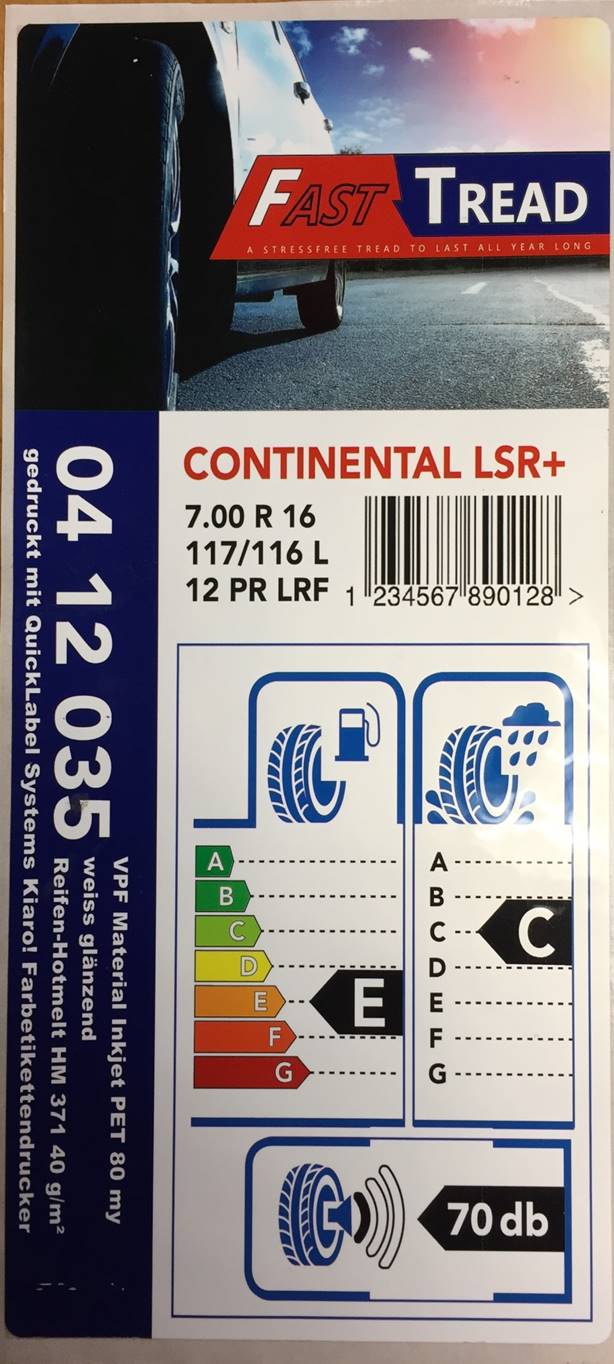 FAST TREAD
A STRESSFREE TREAD TO LAST ALL YEAR LONG
CONTINENTAL LSR+
7.00 R 16
117/116 L
12 PR LRF
1 234567 890128 >
A
B
C
D
E
F
G
E
A
B
C
D
E
F
G
C
70 db
04 12 035
VPF Material Inkjet PET 80 my
weiss glänzend
Reifen-Hotmelt HM 371 40 g/m²
gedruckt mit QuickLabel Systems Kiaro! Farbetikettendrucker